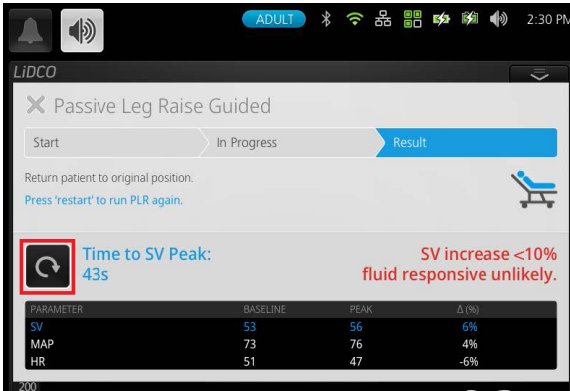 ADULT 2:30 PM
LiDCO
Passive Leg Raise Guided
Start In Progress Result
Return patient to original position.
Press 'restart' to run PLR again.
Time to SV Peak: SV increase <10%
43s fluid responsive unlikely.
PARAMETER BASELINE PEAK Δ (%)
SV 53 56 6%
MAP 73 76 4%
HR 51 47 -6%
200